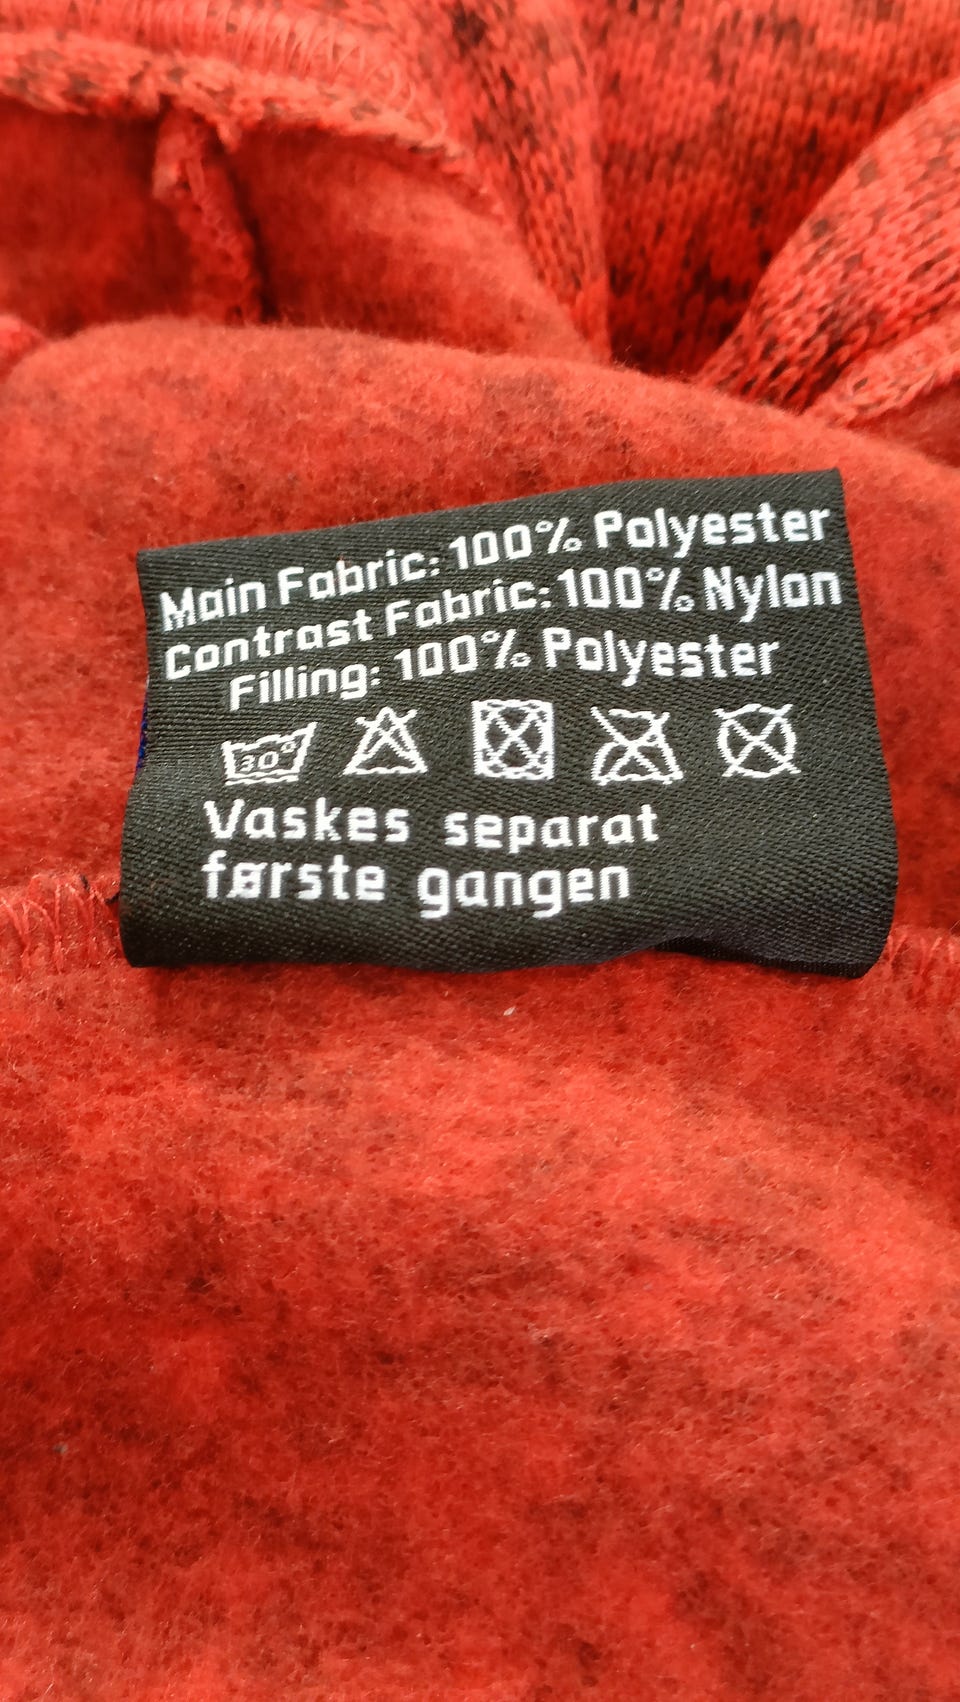 Main Fabric: 100% Polyester
Contrast Fabric: 100% Nylon
Filling: 100% Polyester
30°
Vaskes separat
første gangen